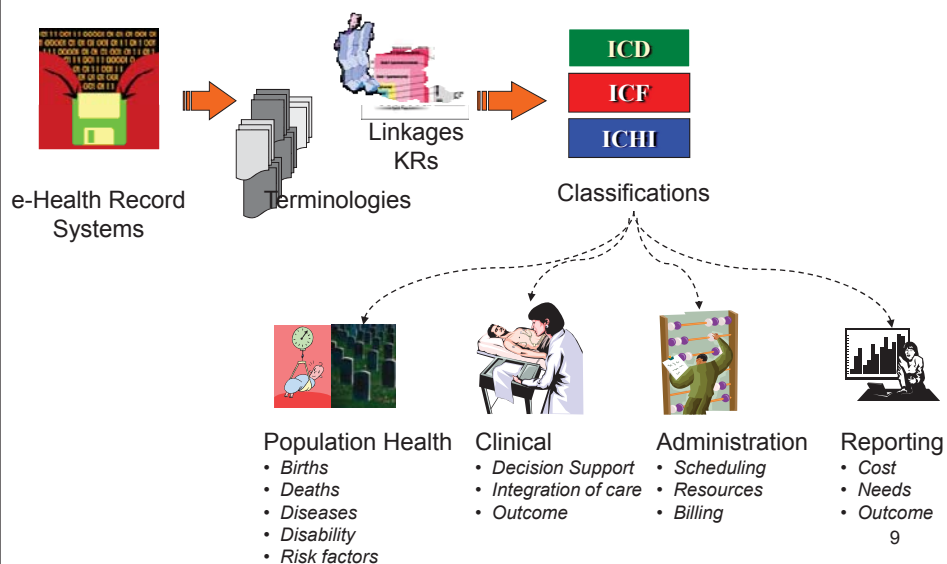 ICD
ICF
ICHI
Linkages
KRs
Terminologies
e-Health Record
Systems
Classifications
Population Health
• Births
• Deaths
• Diseases
• Disability
• Risk factors
Clinical
• Decision Support
• Integration of care
• Outcome
Administration
• Scheduling
• Resources
• Billing
Reporting
• Cost
• Needs
• Outcome
9